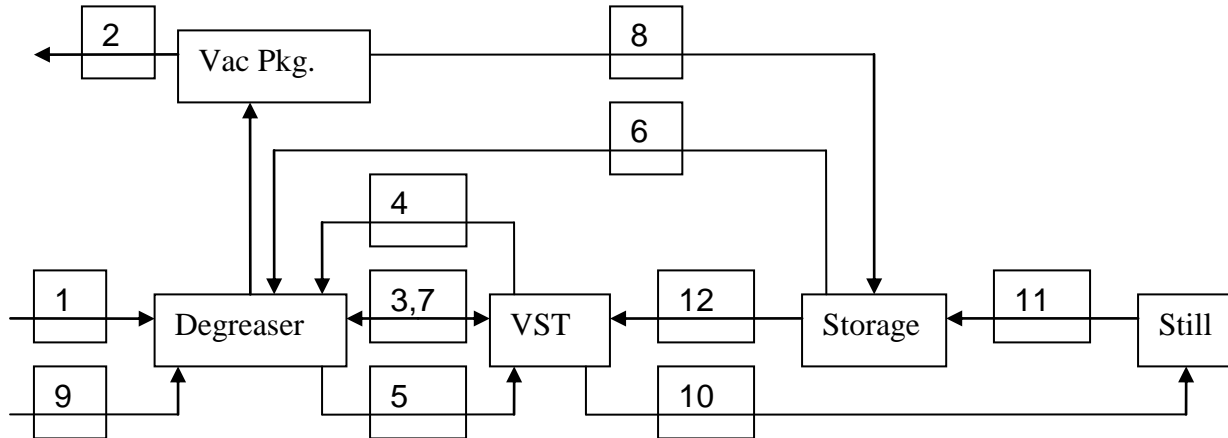 2
Vac Pkg.
8
6
4
1
Degreaser
3,7
VST
12
Storage
11
Still
9
5
10